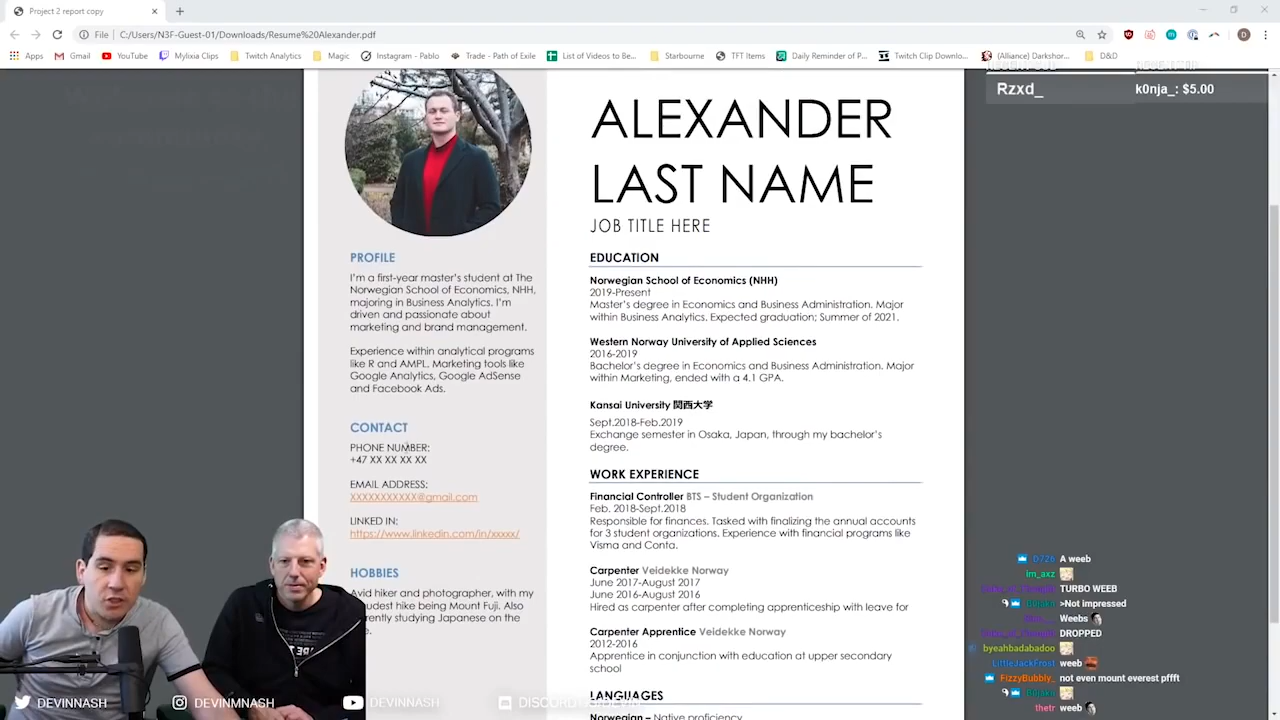 Project 2 report copy
File | C:/Users/N3F-Guest-01/Downloads/Resume%20Alexander.pdf
Apps Gmail YouTube Mylixia Clips Twitch Analytics Magic Instagram - Pablo Trade - Path of Exile List of Videos to Be... Starbourne TFT Items Daily Reminder of P... Twitch Clip Downlo... (Alliance) Darkshor... D&D
Rzxd_ k0nja_: $5.00
ALEXANDER
LAST NAME
JOB TITLE HERE
PROFILE
I'm a first-year master's student at The
Norwegian School of Economics, NHH,
majoring in Business Analytics. I'm
driven and passionate about
marketing and brand management.
Experience within analytical programs
like R and AMPL. Marketing tools like
Google Analytics, Google AdSense
and Facebook Ads.
CONTACT
PHONE NUMBER:
+47 XX XX XX XX
EMAIL ADDRESS:
XXXXXXXXXXX@gmail.com
LINKED IN:
https://www.linkedin.com/in/xxxxx/
HOBBIES
Avid hiker and photographer, with my
udest hike being Mount Fuji. Also
rently studying Japanese on the
e.
EDUCATION
Norwegian School of Economics (NHH)
2019-Present
Master's degree in Economics and Business Administration. Major
within Business Analytics. Expected graduation; Summer of 2021.
Western Norway University of Applied Sciences
2016-2019
Bachelor's degree in Economics and Business Administration. Major
within Marketing, ended with a 4.1 GPA.
Kansai University 関西大学
Sept.2018-Feb.2019
Exchange semester in Osaka, Japan, through my bachelor's
degree.
WORK EXPERIENCE
Financial Controller BTS – Student Organization
Feb. 2018-Sept.2018
Responsible for finances. Tasked with finalizing the annual accounts
for 3 student organizations. Experience with financial programs like
Visma and Conta.
Carpenter Veidekke Norway
June 2017-August 2017
June 2016-August 2016
Hired as carpenter after completing apprenticeship with leave for
Carpenter Apprentice Veidekke Norway
2012-2016
Apprentice in conjunction with education at upper secondary
school
LANGUAGES
Norwegian – Native proficiency
D726 A weeb
im_axz
TURBO WEEB
>Not impressed
Weebs
DROPPED
byeahbadabadoo
LittleJackFrost weeb
FizzyBubbly_ not even mount everest pffft
thetr weeb
DEVINNASH DEVINMNASH DEVINNASH